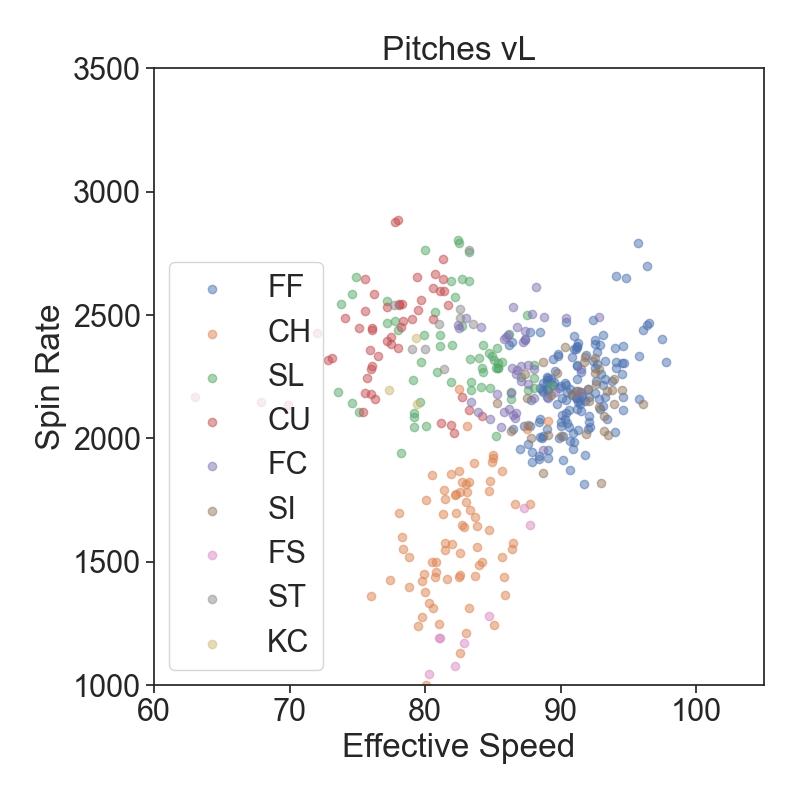 Pitches vL
3500
3000
2500
2000
1500
1000
Spin Rate
FF
CH
SL
CU
FC
SI
FS
ST
KC
60 70 80 90 100
Effective Speed